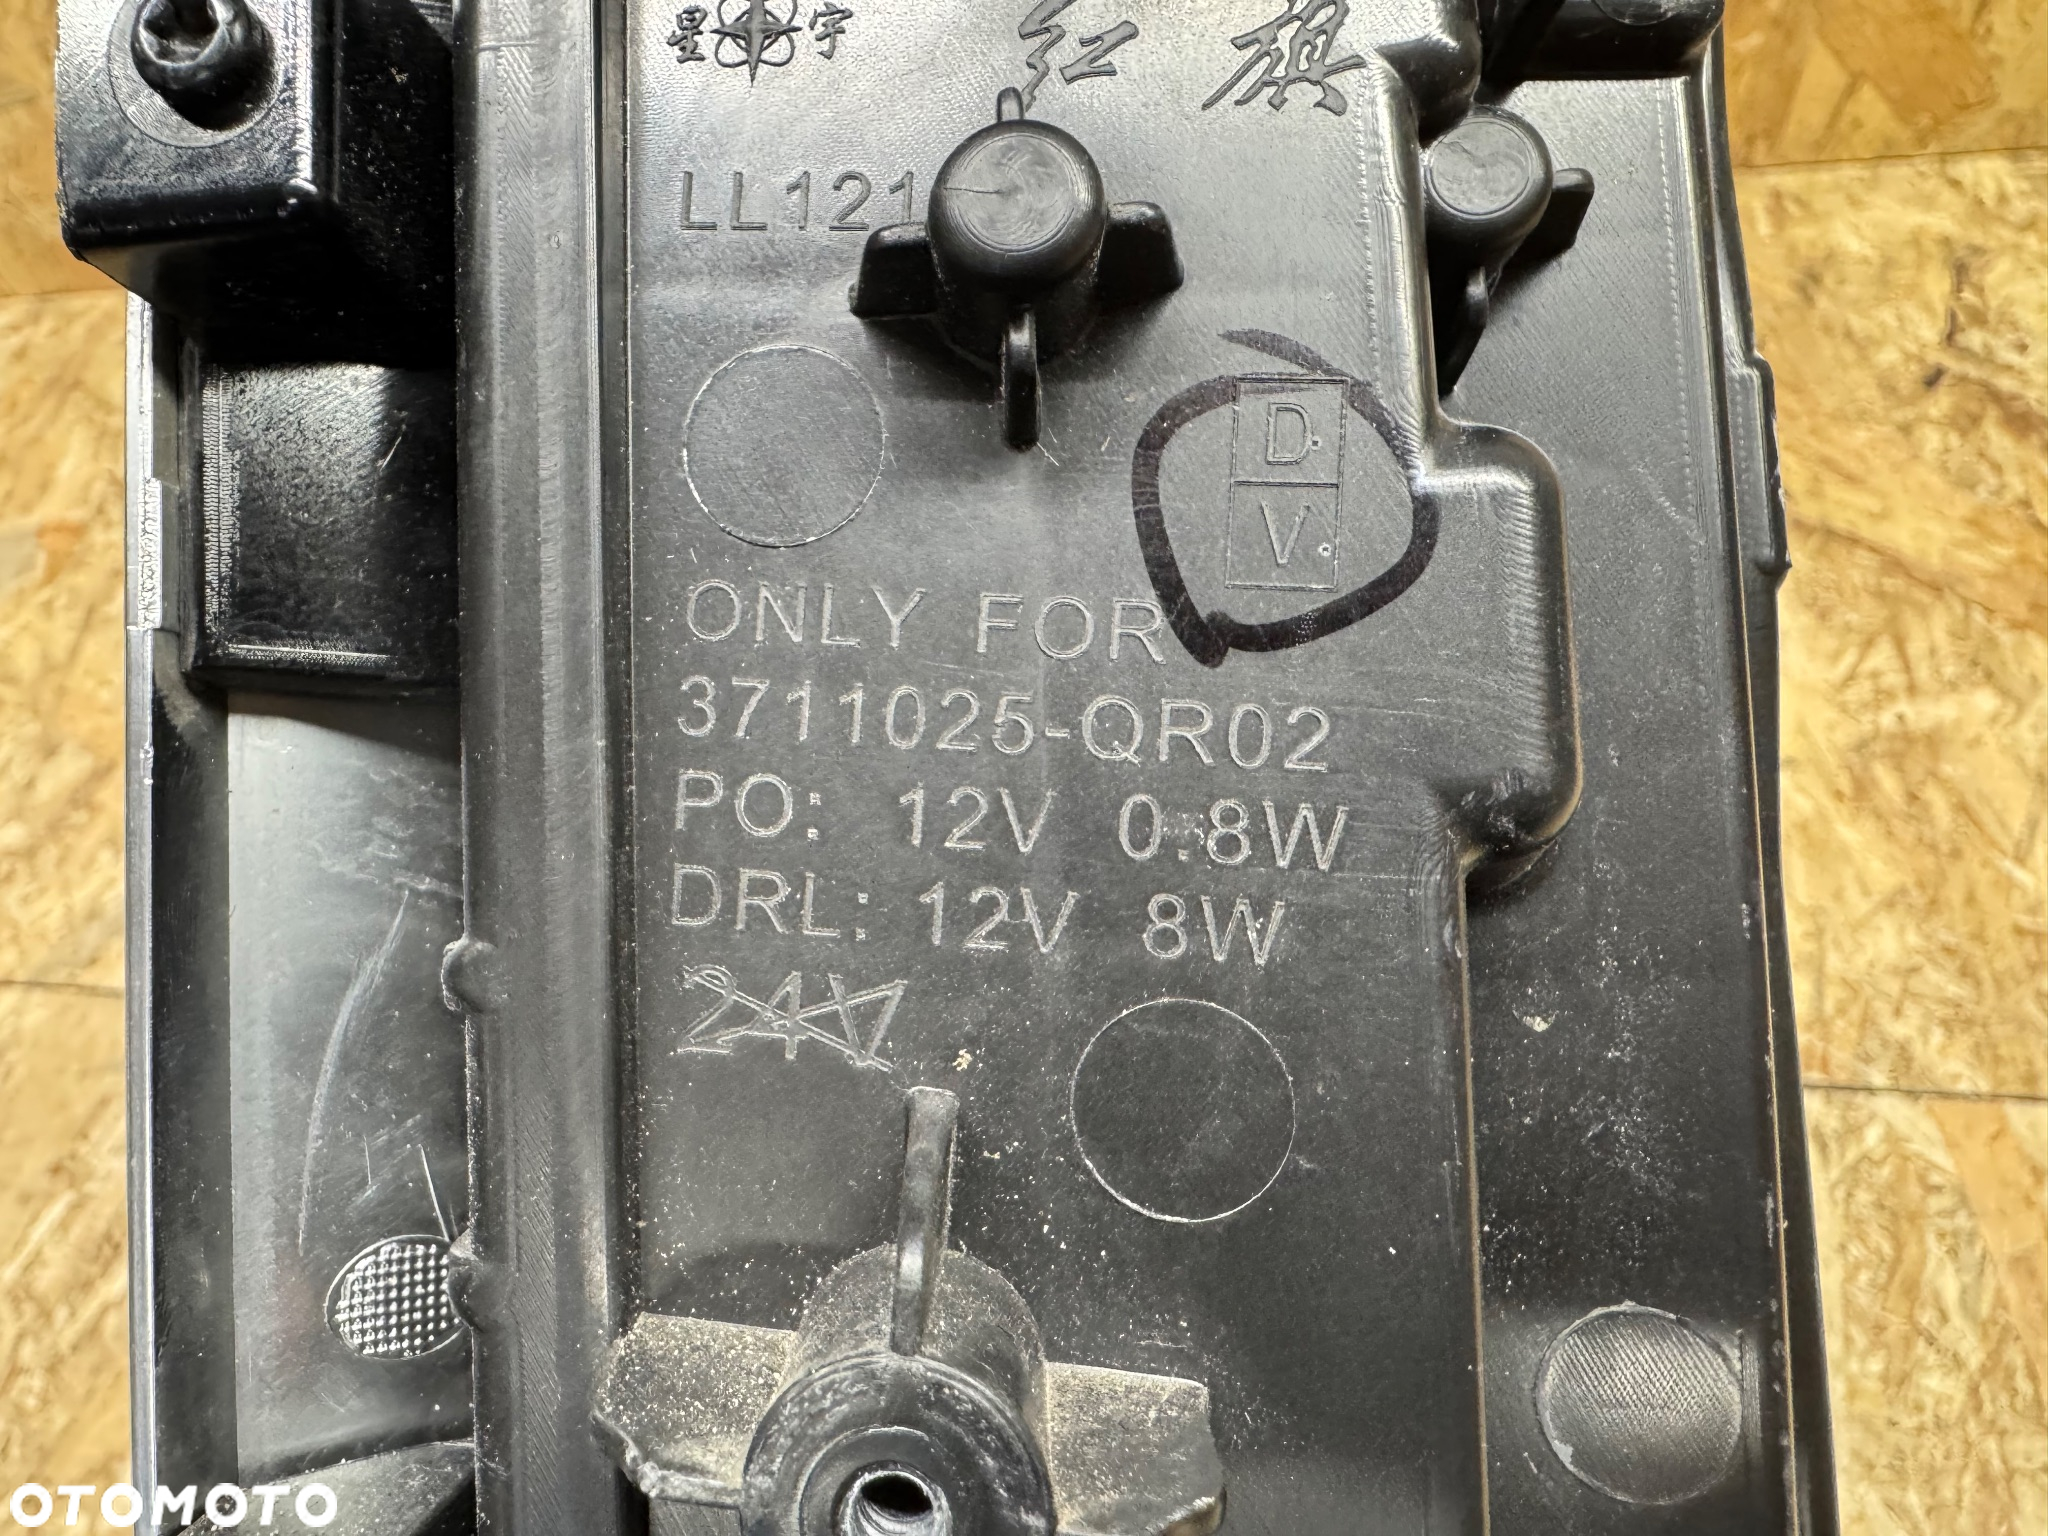 星宇 红旗
LL121
D
V
ONLY FOR
3711025-QR02
PO: 12V 0.8W
DRL: 12V 8W
24V
OTOMOTO